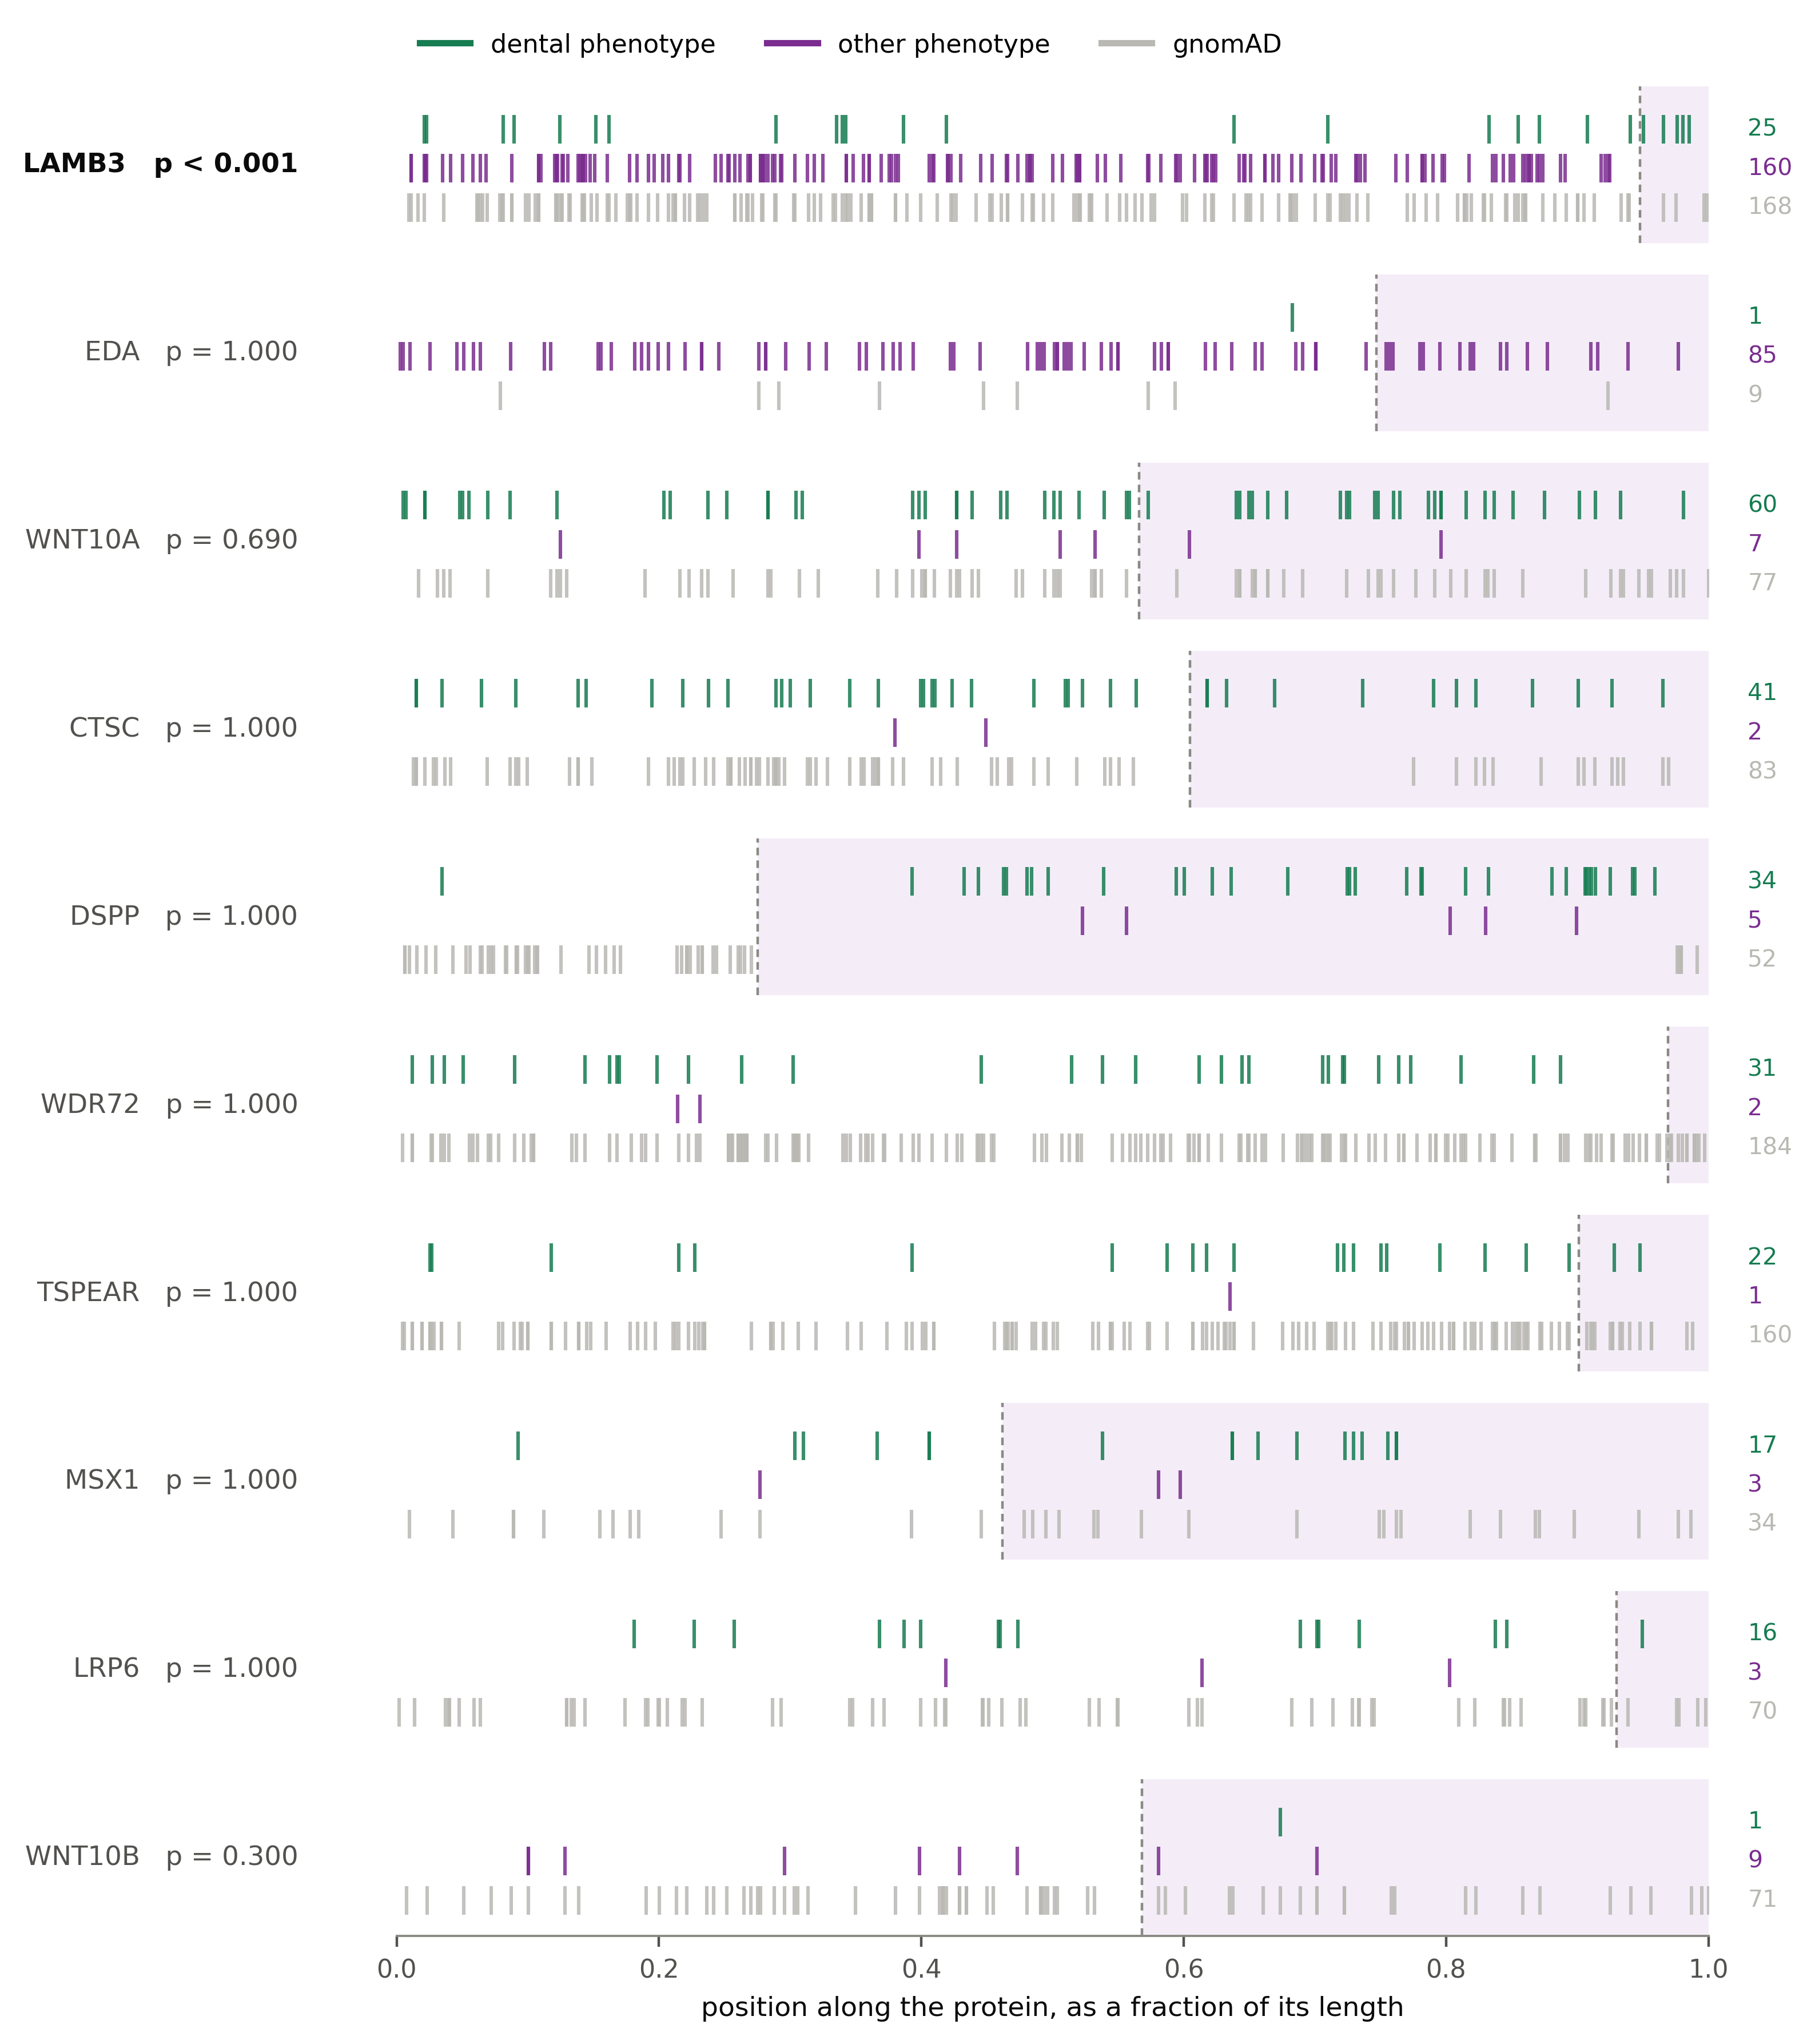 dental phenotype other phenotype gnomAD
25
LAMB3 p < 0.001 160
168
1
EDA p = 1.000 85
9
60
WNT10A p = 0.690 7
77
41
CTSC p = 1.000 2
83
34
DSPP p = 1.000 5
52
31
WDR72 p = 1.000 2
184
22
TSPEAR p = 1.000 1
160
17
MSX1 p = 1.000 3
34
16
LRP6 p = 1.000 3
70
1
WNT10B p = 0.300 9
71
0.0 0.2 0.4 0.6 0.8 1.0
position along the protein, as a fraction of its length